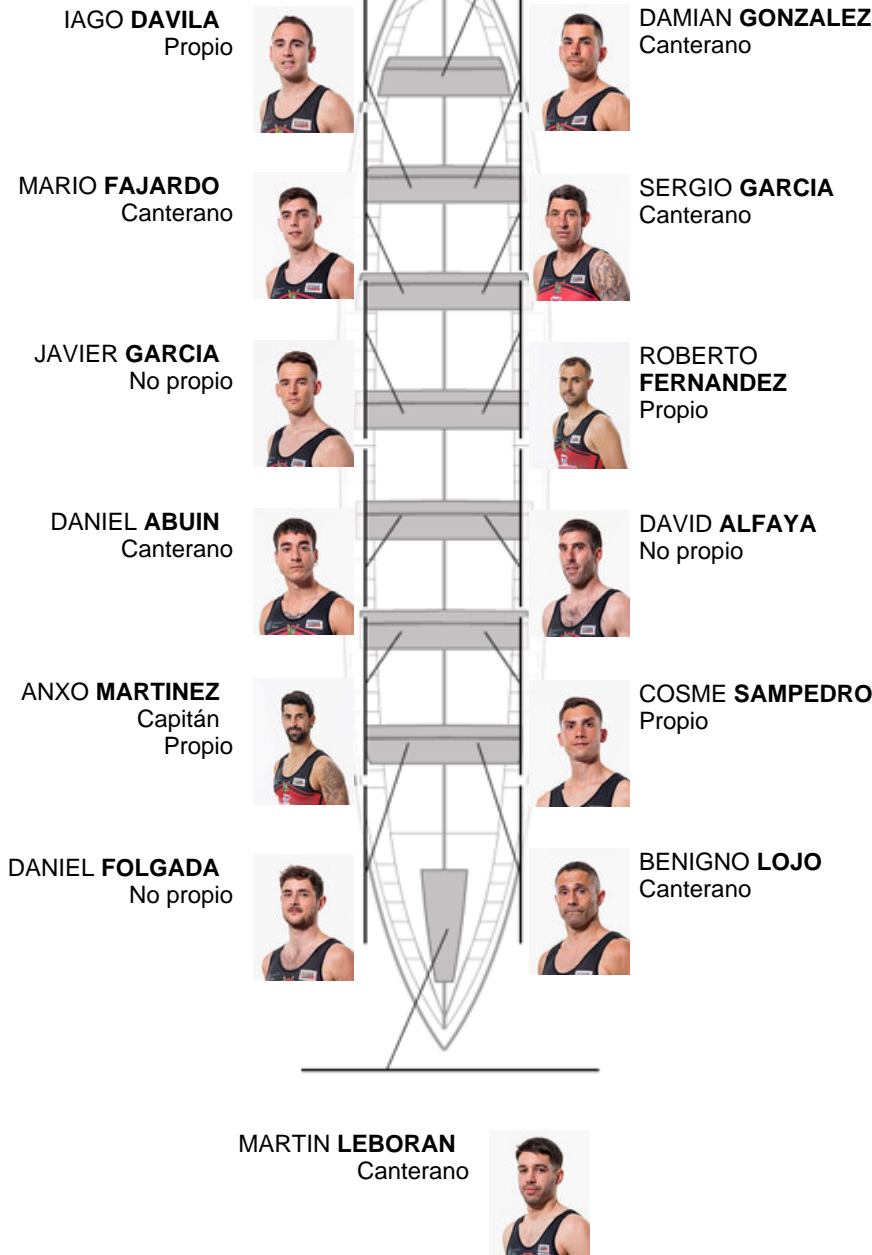 IAGO DAVILA
Propio
DAMIAN GONZALEZ
Canterano
MARIO FAJARDO
Canterano
SERGIO GARCIA
Canterano
JAVIER GARCIA
No propio
ROBERTO
FERNANDEZ
Propio
DANIEL ABUIN
Canterano
DAVID ALFAYA
No propio
ANXO MARTINEZ
Capitán
Propio
COSME SAMPEDRO
Propio
DANIEL FOLGADA
No propio
BENIGNO LOJO
Canterano
MARTIN LEBORAN
Canterano